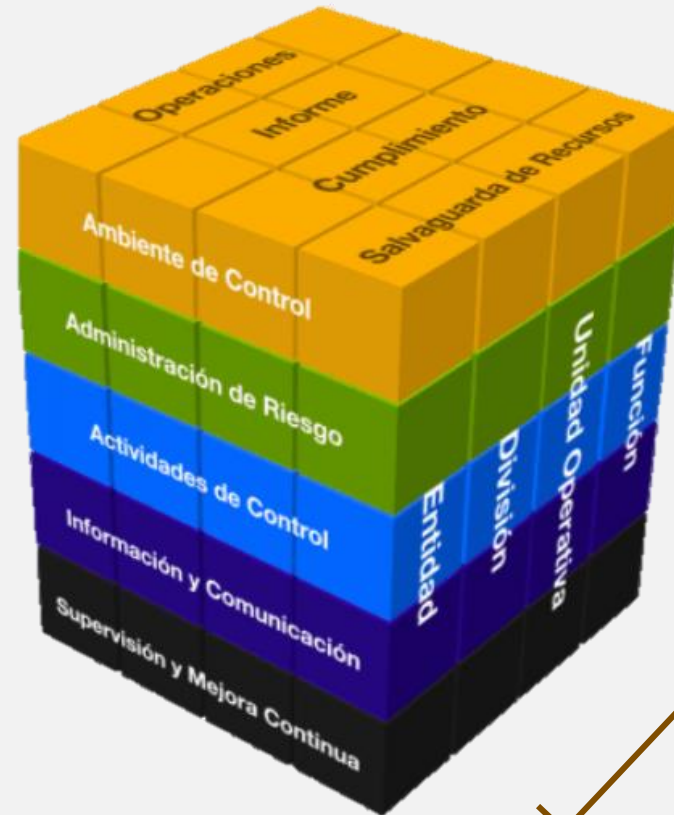 Operaciones
Informe
Cumplimiento
Salvaguarda de Recursos
Ambiente de Control
Administración de Riesgo
Actividades de Control
Información y Comunicación
Supervisión y Mejora Continua
Entidad
División
Unidad Operativa
Función